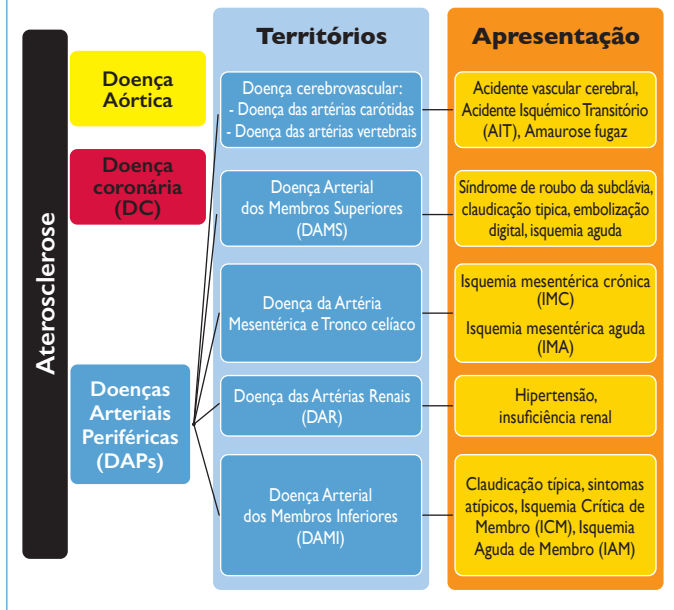 Aterosclerose
Doença
Aórtica
Doença
coronária
(DC)
Doenças
Arteriais
Periféricas
(DAPs)
Territórios
Doença cerebrovascular:
- Doença das artérias carótidas
- Doença das artérias vertebrais
Doença Arterial
dos Membros Superiores
(DAMS)
Doença da Artéria
Mesentérica e Tronco celíaco
Doença das Artérias Renais
(DAR)
Doença Arterial
dos Membros Inferiores
(DAMI)
Apresentação
Acidente vascular cerebral,
Acidente Isquémico Transitório
(AIT), Amaurose fugaz
Síndrome de roubo da subclávia,
claudicação tipica, embolização
digital, isquemia aguda
Isquemia mesentérica crónica
(IMC)
Isquemia mesentérica aguda
(IMA)
Hipertensão,
insuficiência renal
Claudicação típica, sintomas
atípicos, Isquemia Crítica de
Membro (ICM), Isquemia
Aguda de Membro (IAM)